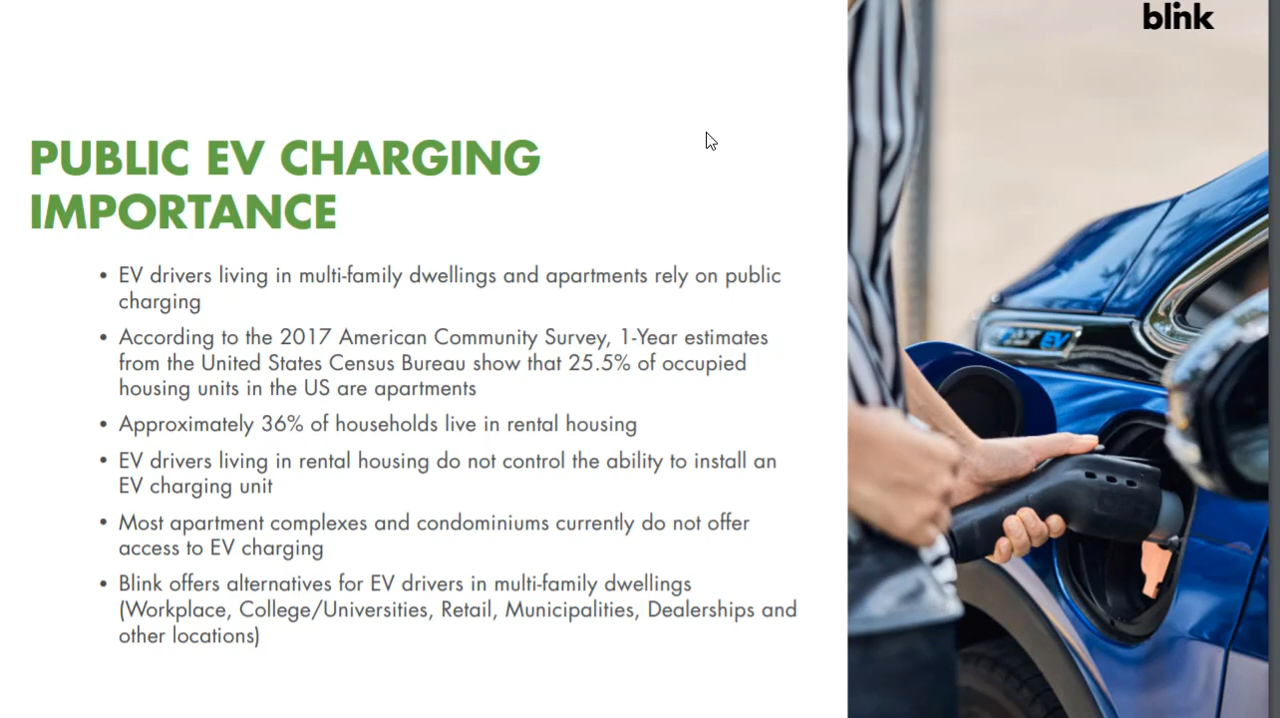 blink
PUBLIC EV CHARGING
IMPORTANCE
• EV drivers living in multi-family dwellings and apartments rely on public
charging
• According to the 2017 American Community Survey, 1-Year estimates
from the United States Census Bureau show that 25.5% of occupied
housing units in the US are apartments
• Approximately 36% of households live in rental housing
• EV drivers living in rental housing do not control the ability to install an
EV charging unit
• Most apartment complexes and condominiums currently do not offer
access to EV charging
• Blink offers alternatives for EV drivers in multi-family dwellings
(Workplace, College/Universities, Retail, Municipalities, Dealerships and
other locations)
EV